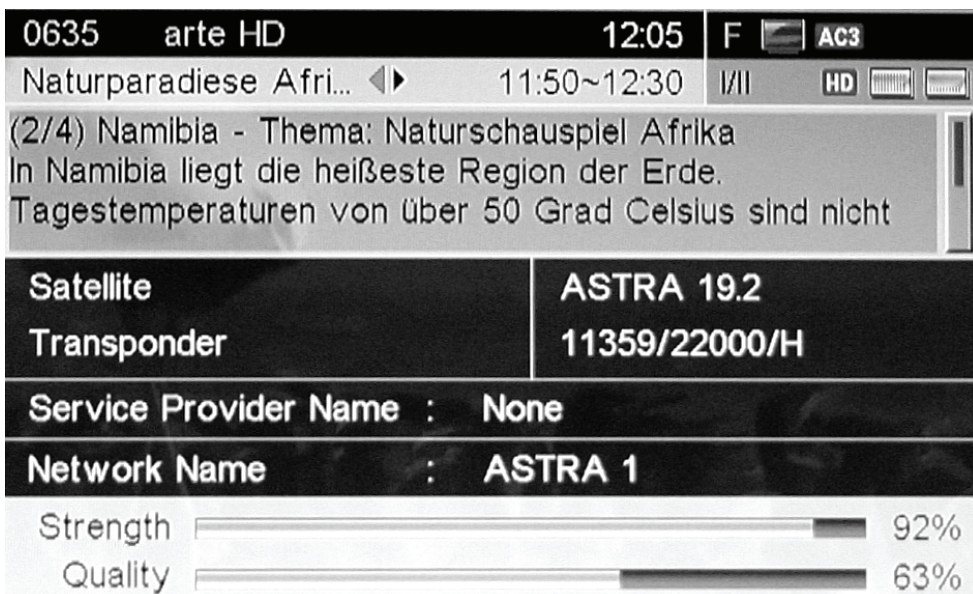 0635 arte HD 12:05 F AC3
Naturparadiese Afri... 11:50~12:30 I/II HD
(2/4) Namibia - Thema: Naturschauspiel Afrika
In Namibia liegt die heißeste Region der Erde.
Tagestemperaturen von über 50 Grad Celsius sind nicht
Satellite ASTRA 19.2
Transponder 11359/22000/H
Service Provider Name : None
Network Name : ASTRA 1
Strength 92%
Quality 63%